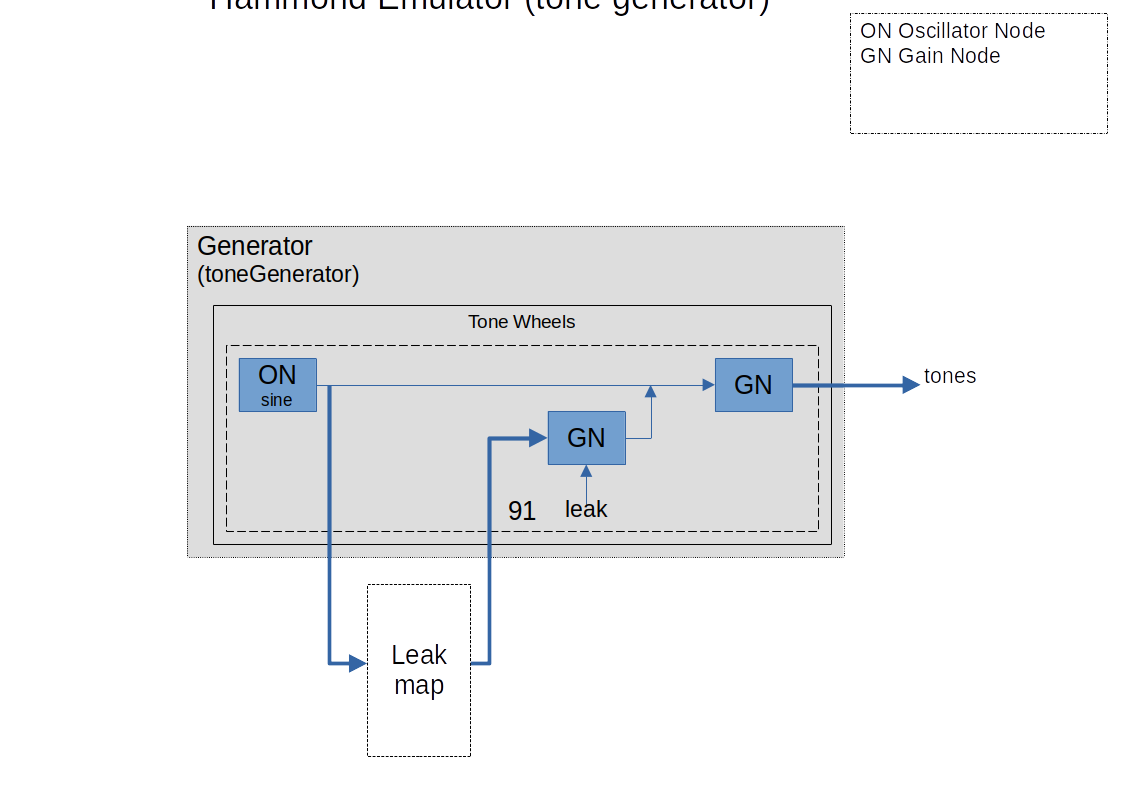 Hammond Emulator (tone generator)
ON Oscillator Node
GN Gain Node
Generator
(toneGenerator)
Tone Wheels
ON
sine
GN
tones
GN
91
leak
Leak
map